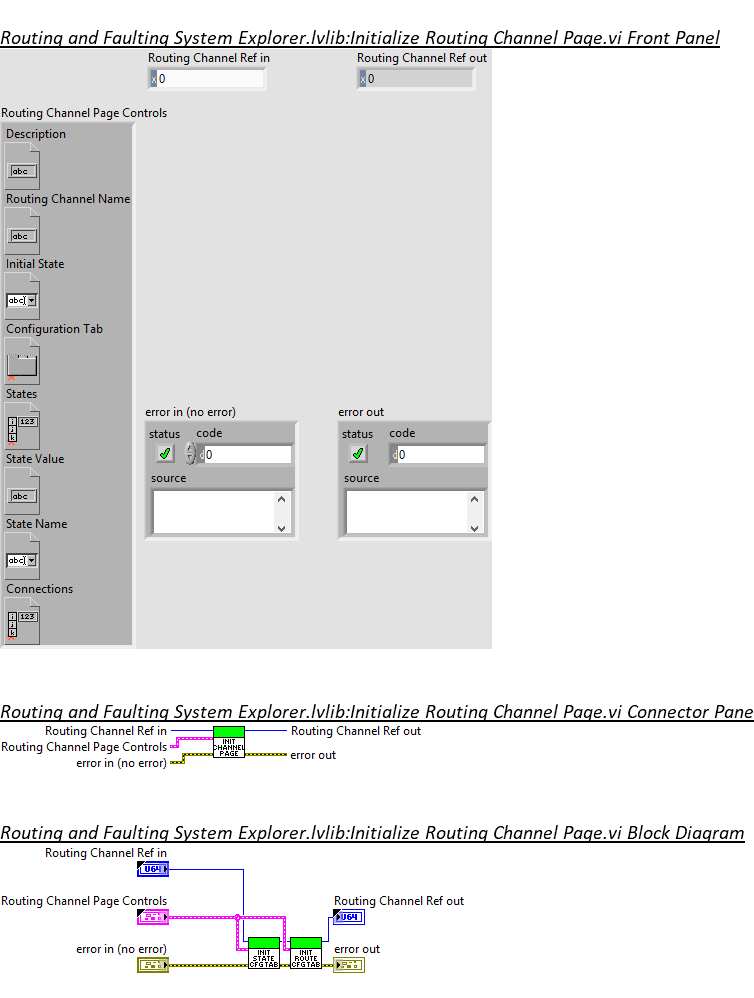 Routing and Faulting System Explorer.lvlib:Initialize Routing Channel Page.vi Front Panel
Routing Channel Ref in
Routing Channel Ref out
x 0
x 0
Routing Channel Page Controls
Description
abc
Routing Channel Name
abc
Initial State
abc
Configuration Tab
States
i j k 123
State Value
abc
State Name
abc
Connections
i j k 123
error in (no error)
error out
status code
status code
d 0
d 0
source
source
Routing and Faulting System Explorer.lvlib:Initialize Routing Channel Page.vi Connector Pane
Routing Channel Ref in
Routing Channel Ref out
Routing Channel Page Controls
INIT
CHANNEL
PAGE
error in (no error)
error out
Routing and Faulting System Explorer.lvlib:Initialize Routing Channel Page.vi Block Diagram
Routing Channel Ref in
U64
Routing Channel Page Controls
Routing Channel Ref out
U64
error in (no error)
error out
INIT
STATE
CFGTAB
INIT
ROUTE
CFGTAB